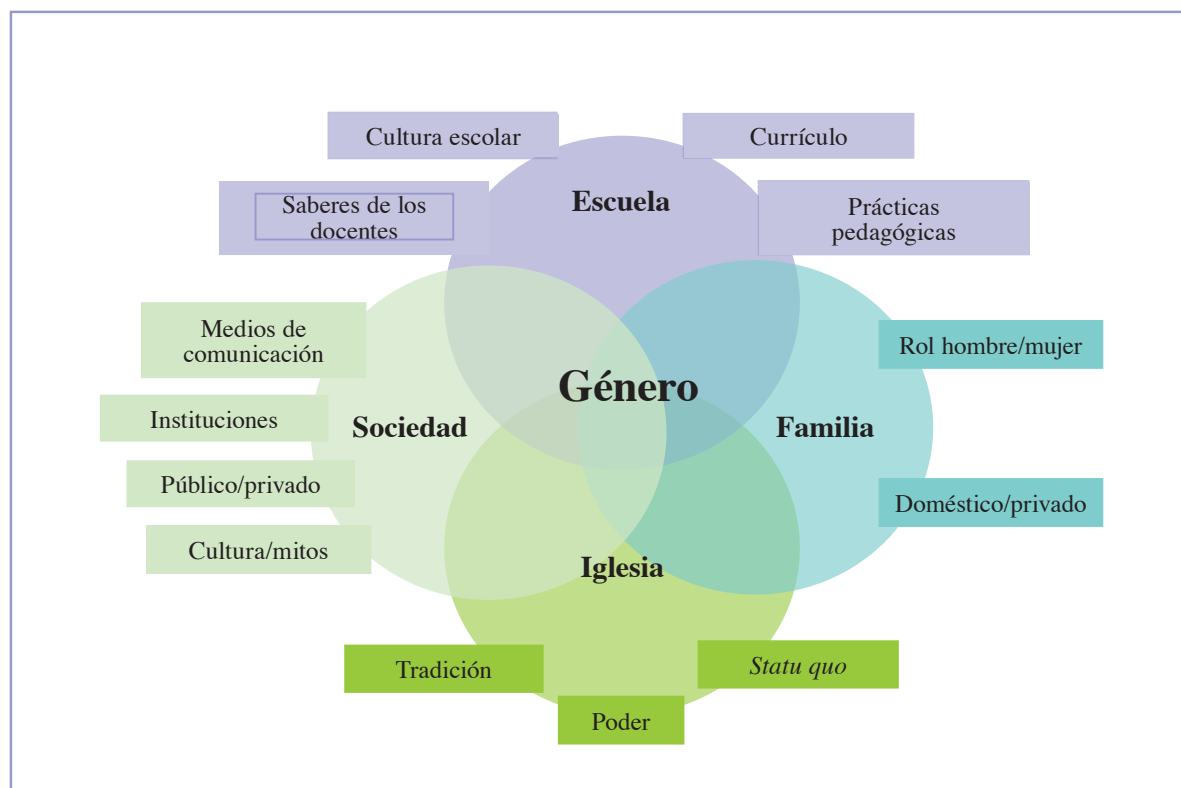 Cultura escolar
Currículo
Escuela
Saberes de los
docentes
Prácticas
pedagógicas
Medios de
comunicación
Rol hombre/mujer
Género
Instituciones
Sociedad
Familia
Público/privado
Doméstico/privado
Cultura/mitos
Iglesia
Tradición
Statu quo
Poder